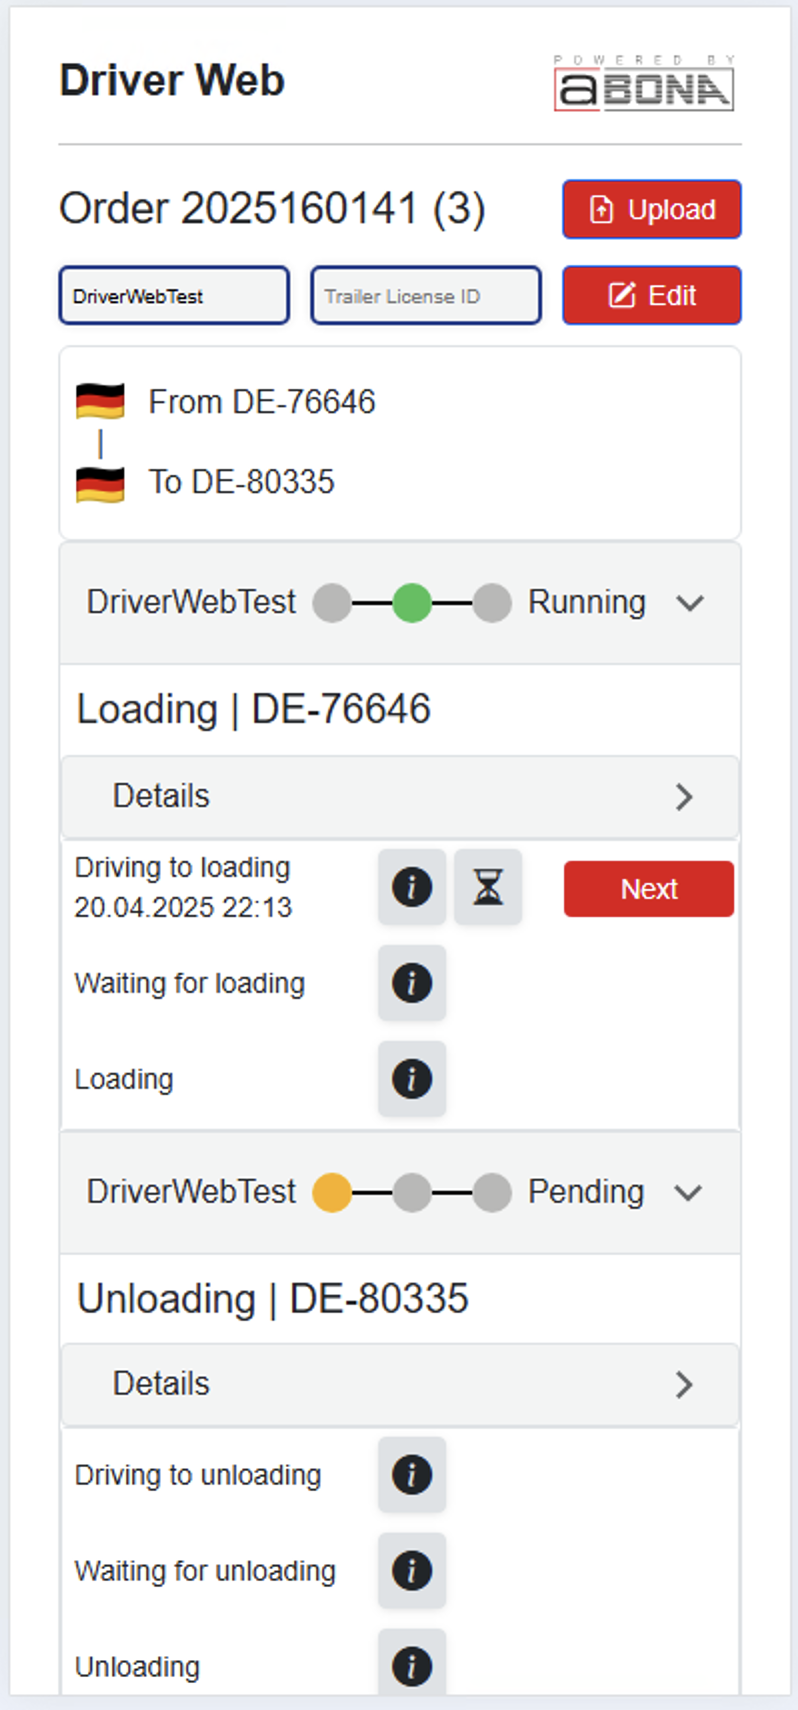 Driver Web
POWERED BY
aBONA
Order 2025160141 (3)
Upload
DriverWebTest
Trailer License ID
Edit
From DE-76646
|
To DE-80335
DriverWebTest
Running
Loading | DE-76646
Details
Driving to loading
20.04.2025 22:13
Next
Waiting for loading
Loading
DriverWebTest
Pending
Unloading | DE-80335
Details
Driving to unloading
Waiting for unloading
Unloading